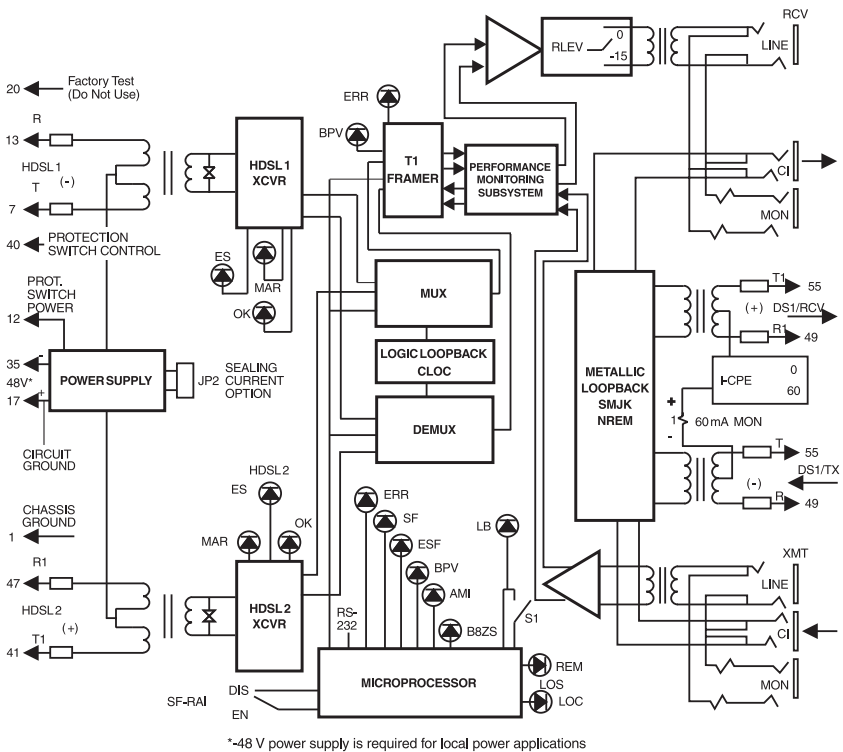 RCV
RLEV
0
-15
LINE
20
Factory Test
(Do Not Use)
ERR
R
13
BPV
HDSL 1
XCVR
T1
FRAMER
PERFORMANCE
MONITORING
SUBSYSTEM
CI
HDSL1
T
(-)
7
MON
40
PROTECTION
SWITCH CONTROL
ES
MAR
OK
PROT.
SWITCH
POWER
12
MUX
T1
55
(+)
DS1/RCV
R1
49
LOGIC LOOPBACK
CLOC
35
-
48V*
17
+
POWER SUPPLY
JP2
SEALING
CURRENT
OPTION
METALLIC
LOOPBACK
SMJK
NREM
I-CPE
0
60
+
1
60mA MON
-
DEMUX
CIRCUIT
GROUND
T
55
DS1/TX
(-)
R
49
HDSL2
ES
ERR
SF
LB
CHASSIS
GROUND
1
MAR
OK
ESF
XMT
R1
47
BPV
LINE
HDSL2
HDSL 2
XCVR
AMI
(+)
T1
41
RS-
232
B8ZS
S1
CI
MICROPROCESSOR
REM
LOS
LOC
MON
SF-RAI
DIS
EN
*-48 V power supply is required for local power applications